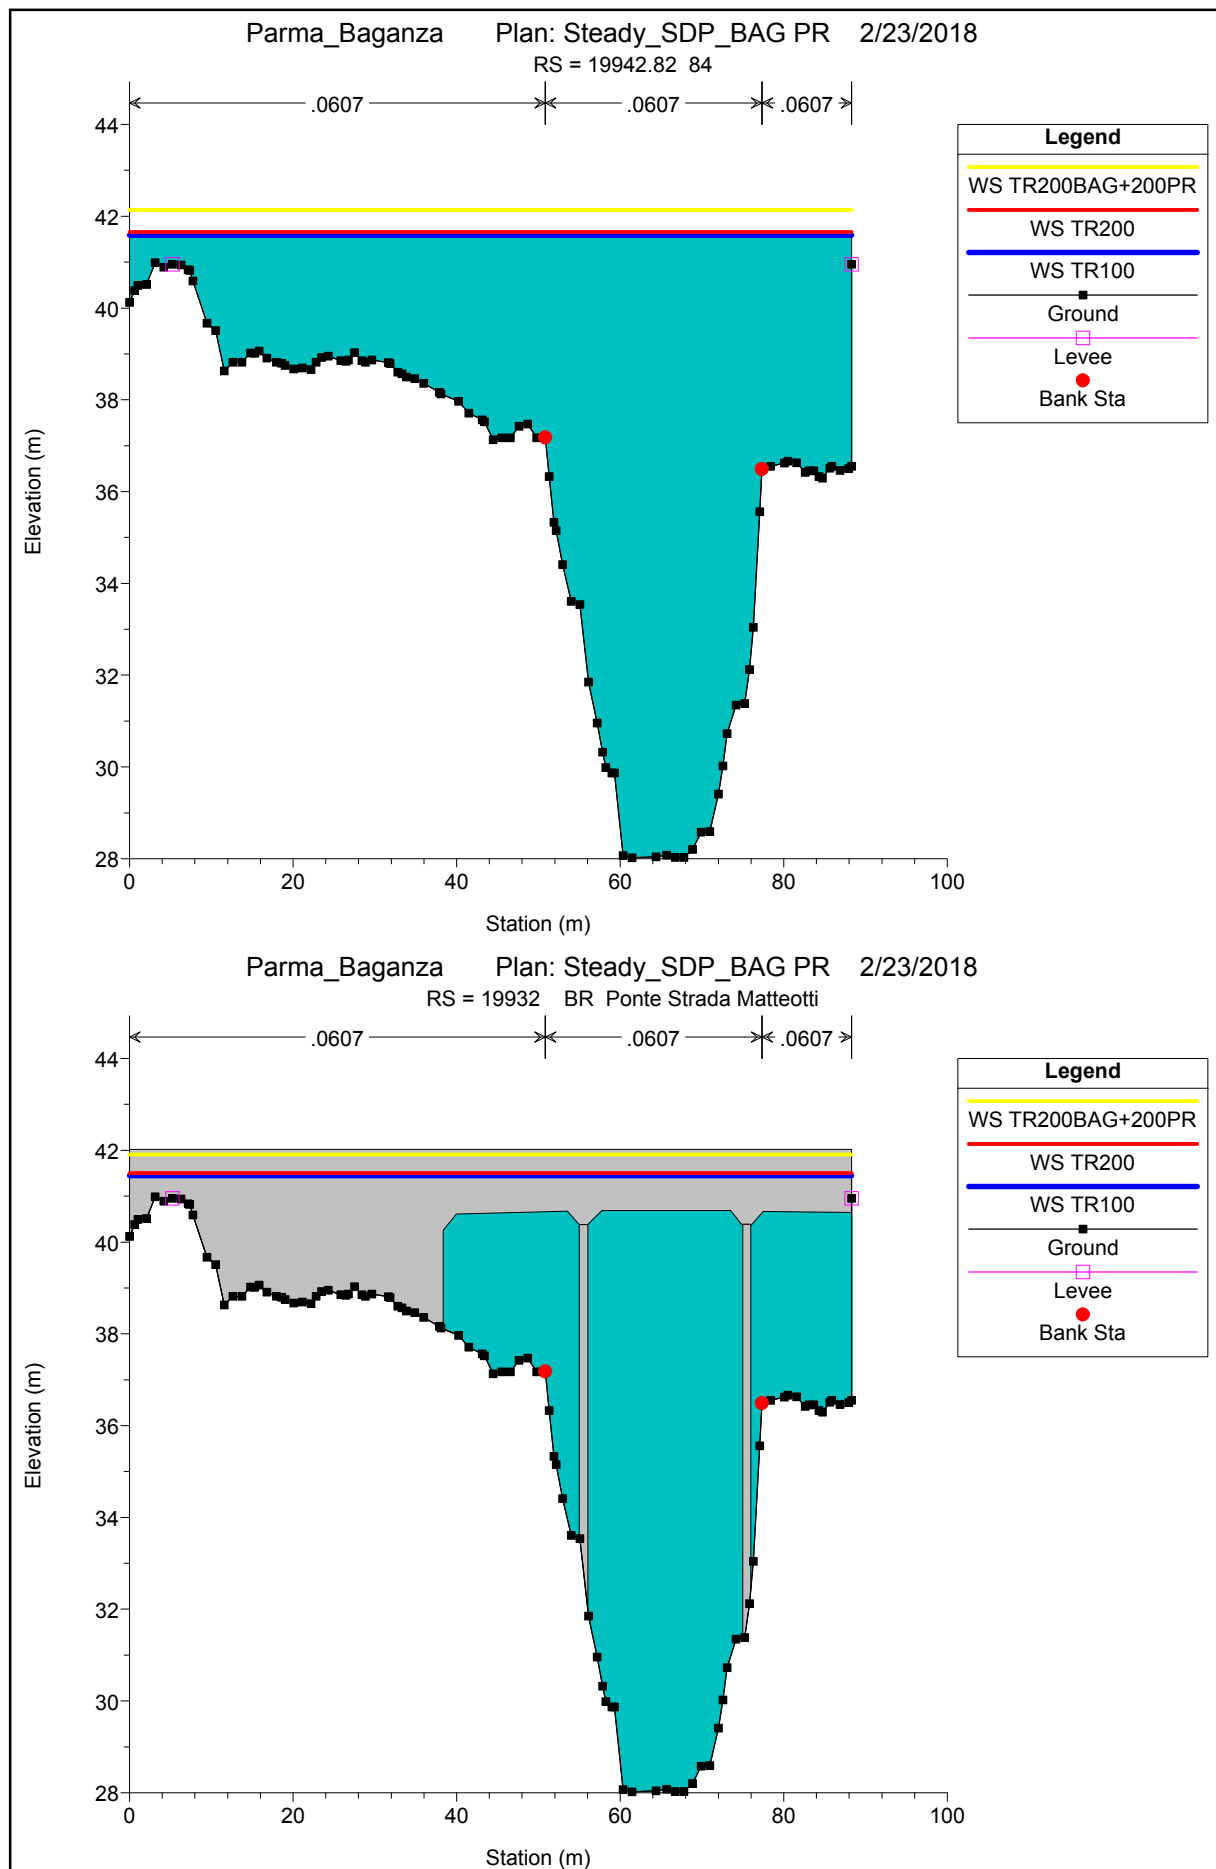 Parma_Baganza Plan: Steady_SDP_BAG PR 2/23/2018
RS = 19942.82 84
.0607 .0607 .0607
44
42
40
38
36
34
32
30
28
Elevation (m)
0 20 40 60 80 100
Station (m)
Legend
WS TR200BAG+200PR
WS TR200
WS TR100
Ground
Levee
Bank Sta
Parma_Baganza Plan: Steady_SDP_BAG PR 2/23/2018
RS = 19932 BR Ponte Strada Matteotti
.0607 .0607 .0607
44
42
40
38
36
34
32
30
28
Elevation (m)
0 20 40 60 80 100
Station (m)
Legend
WS TR200BAG+200PR
WS TR200
WS TR100
Ground
Levee
Bank Sta